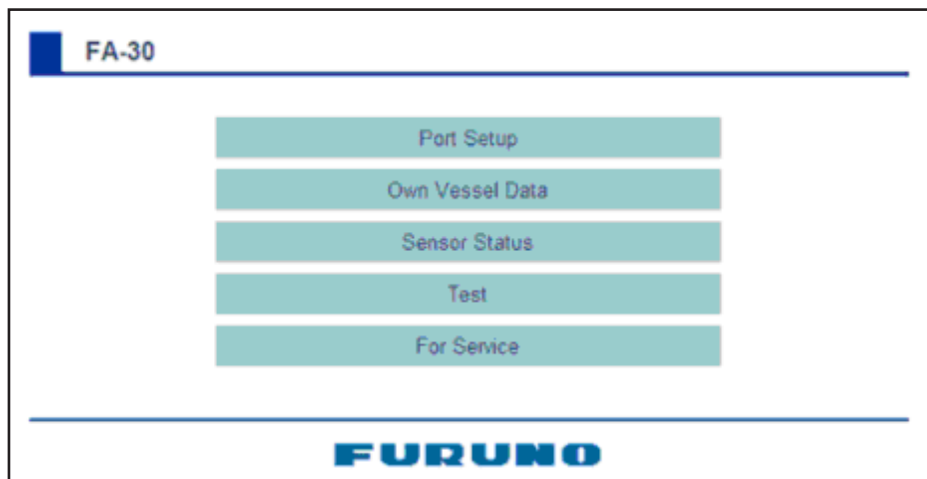 FA-30
Port Setup
Own Vessel Data
Sensor Status
Test
For Service
FURUNO